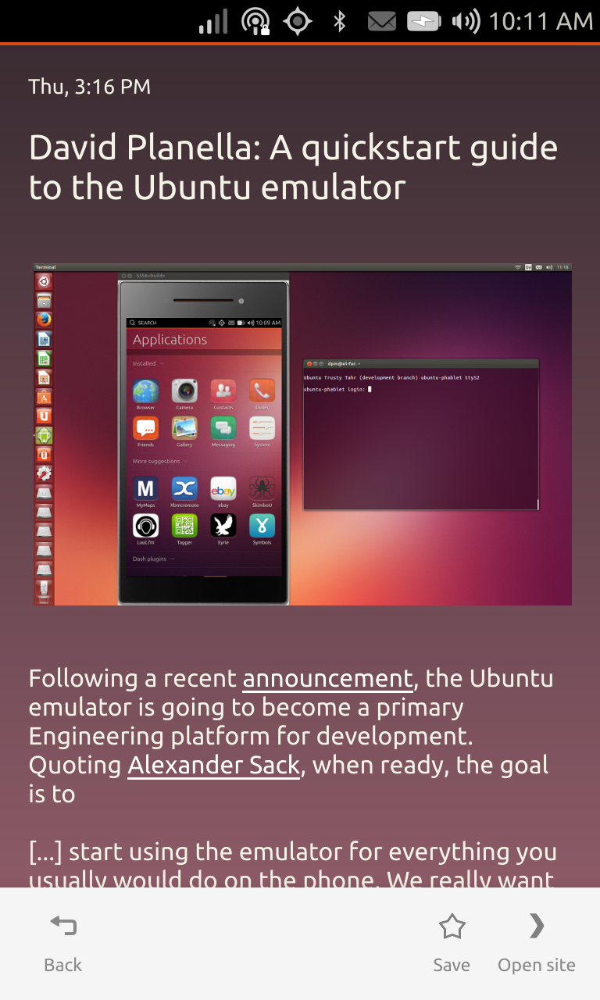 10:11 AM
Thu, 3:16 PM
David Planella: A quickstart guide
to the Ubuntu emulator
Terminal
De
11:18
5554:<build>
SEARCH
10:09 AM
Applications
Installed
Browser
Camera
Contacts
Dialer
Friends
Gallery
Messaging
System
More suggestions
M
MyMaps
Xbmcremote
ebay
ebay
SkimboU
Laut.fm
Tagger
Eyrie
Symbols
Dash plugins
dpm@el-far: ~
Ubuntu Trusty Tahr (development branch) ubuntu-phablet ttyS2
ubuntu-phablet login:
Following a recent announcement, the Ubuntu
emulator is going to become a primary
Engineering platform for development.
Quoting Alexander Sack, when ready, the goal
is to
[...] start using the emulator for everything you
usually would do on the phone. We really want
Back
Save
Open site